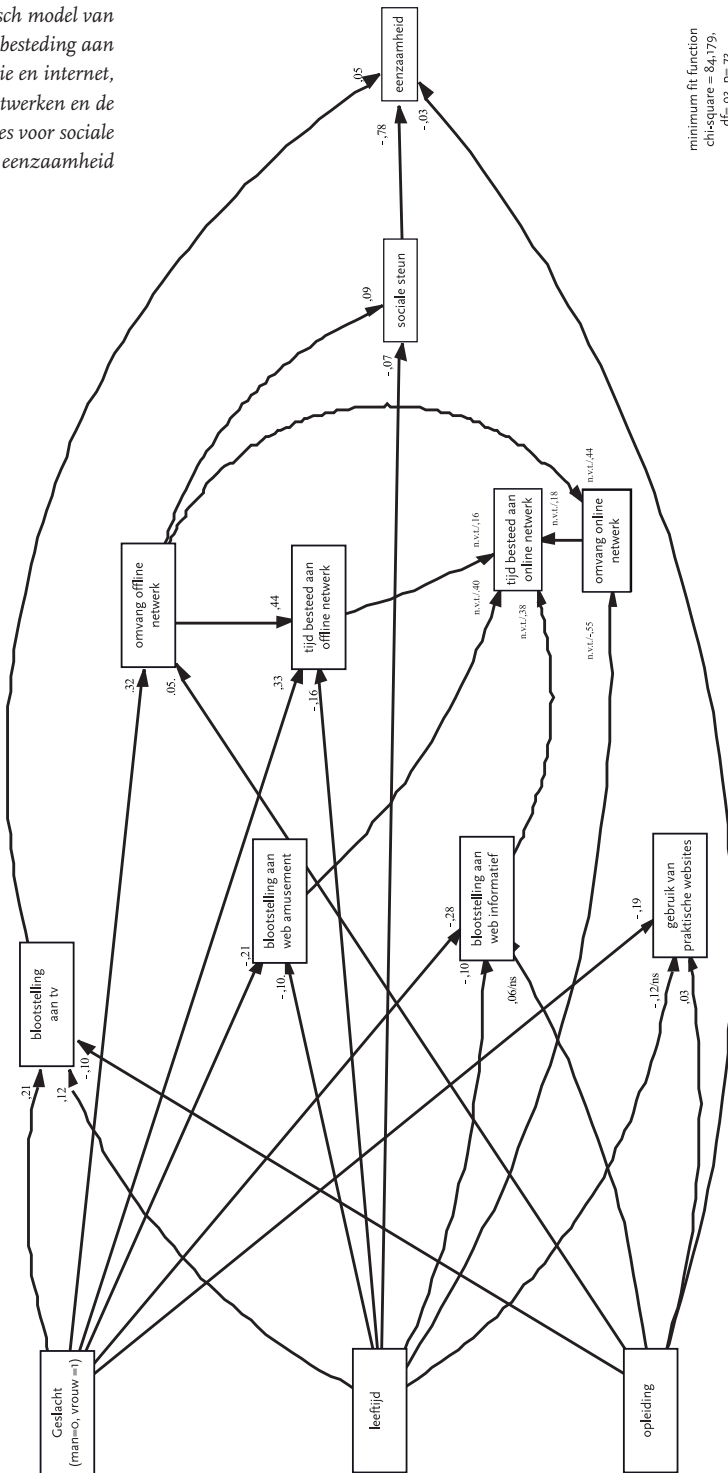 sch model van
besteding aan
ie en internet,
twerken en de
es voor sociale
eenzaamheid
Geslacht
(man=0, vrouw =1)
leeftijd
opleiding
,21
,12
-,10
blootstelling
aan tv
-,21
-,10
blootstelling aan
web amusement
-,28
-,10
,06/ns
blootstelling aan
web informatief
-,19
-,12/ns
,03
gebruik van
praktische websites
.32
.05.
omvang offline
netwerk
,44
,33
-,16
tijd besteed aan
offline netwerk
n.v.t./,16
n.v.t./,40
n.v.t./,38
tijd besteed aan
online netwerk
n.v.t./,18
n.v.t./,44
n.v.t./-,55
omvang online
netwerk
,09
-,07
sociale steun
,05
-,78
-,03
eenzaamheid
minimum fit function
chi-square = 84,179,